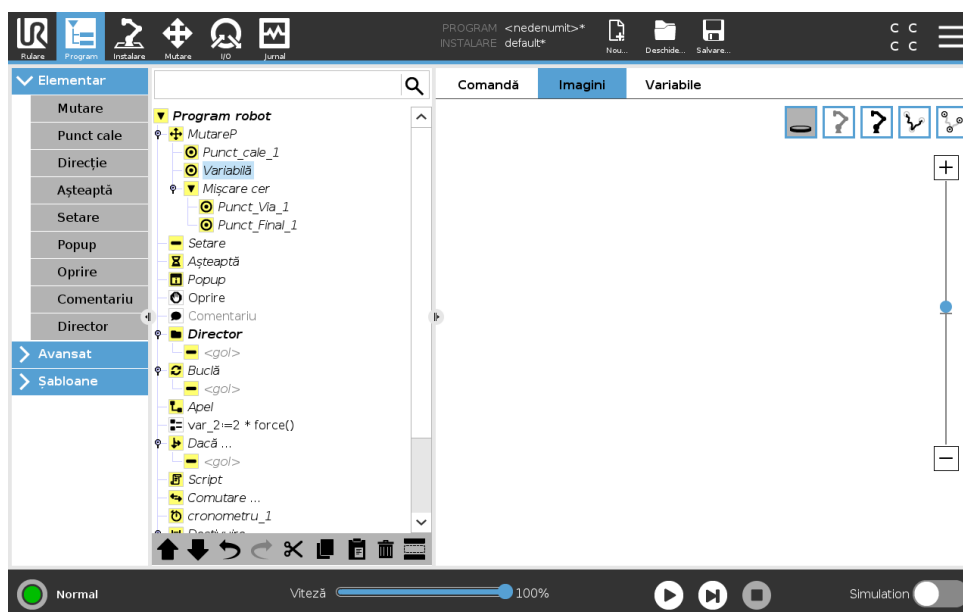 PROGRAM <nedenumit>*
INSTALARE default*
Rulare Program Instalare Mutare I/O Jurnal Nou... Deschide... Salvare...
C C
C C
Elementar
Mutare
Punct cale
Direcție
Așteaptă
Setare
Popup
Oprire
Comentariu
Director
Avansat
Șabloane
Program robot
MutareP
Punct_cale_1
Variabilă
Mișcare cer
Punct_Via_1
Punct_Final_1
Setare
Așteaptă
Popup
Oprire
Comentariu
Director
<gol>
Buclă
<gol>
Apel
var_2:=2 * force()
Dacă ...
<gol>
Script
Comutare ...
cronometru_1
Comandă Imagini Variabile
Normal Viteză 100% Simulation